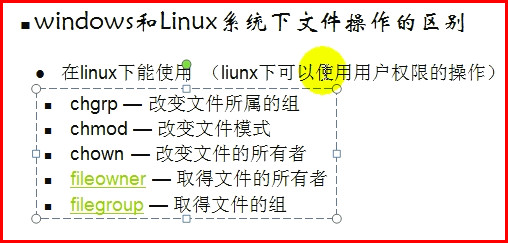 windows和Linux系统下文件操作的区别
在linux下能使用 （liunx下可以使用用户权限的操作）
chgrp — 改变文件所属的组
chmod — 改变文件模式
chown — 改变文件的所有者
fileowner — 取得文件的所有者
filegroup — 取得文件的组